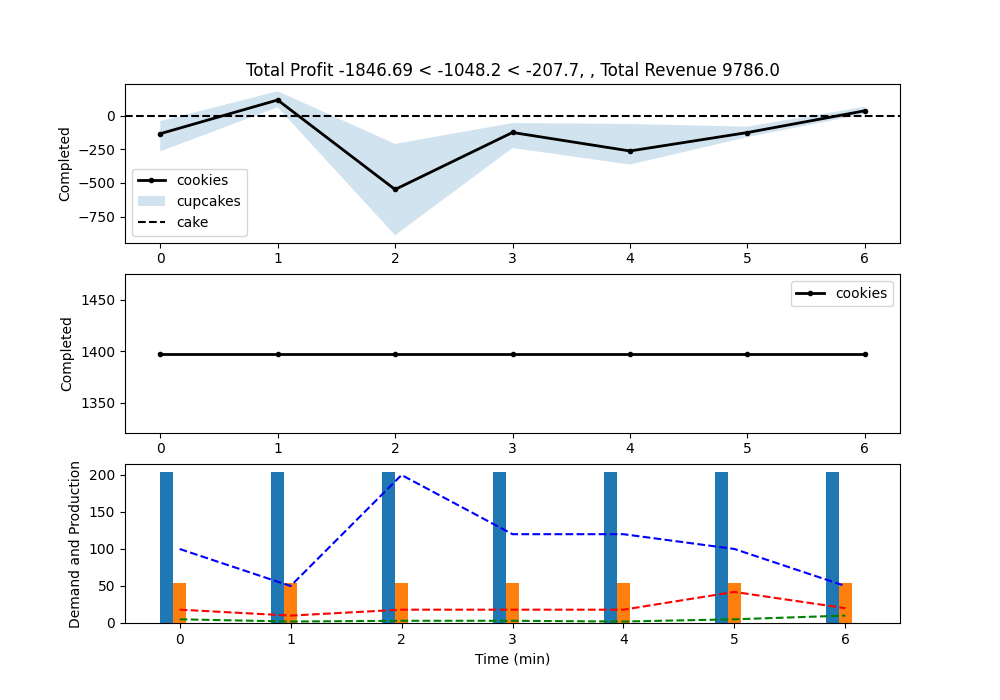 Total Profit -1846.69 < -1048.2 < -207.7, , Total Revenue 9786.0
Completed
0
−250
−500
−750
cookies
cupcakes
cake
0 1 2 3 4 5 6
Completed
1450
1400
1350
cookies
0 1 2 3 4 5 6
Demand and Production
200
150
100
50
0
0 1 2 3 4 5 6
Time (min)